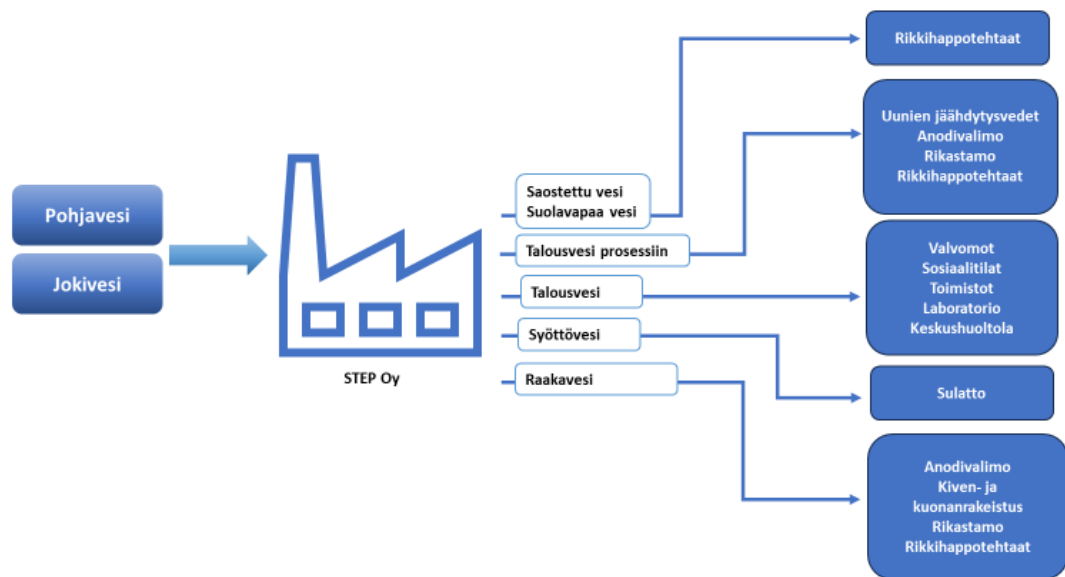 Pohjavesi
Jokivesi
STEP Oy
Saostettu vesi
Suolavapaa vesi
Talousvesi prosessiin
Talousvesi
Syöttövesi
Raakavesi
Rikkihappotehtaat
Uunien jäähdytysvedet
Anodivalimo
Rikastamo
Rikkihappotehtaat
Valvomot
Sosiaalitilat
Toimistot
Laboratorio
Keskushuoltola
Sulatto
Anodivalimo
Kiven- ja
kuonanrakeistus
Rikastamo
Rikkihappotehtaat